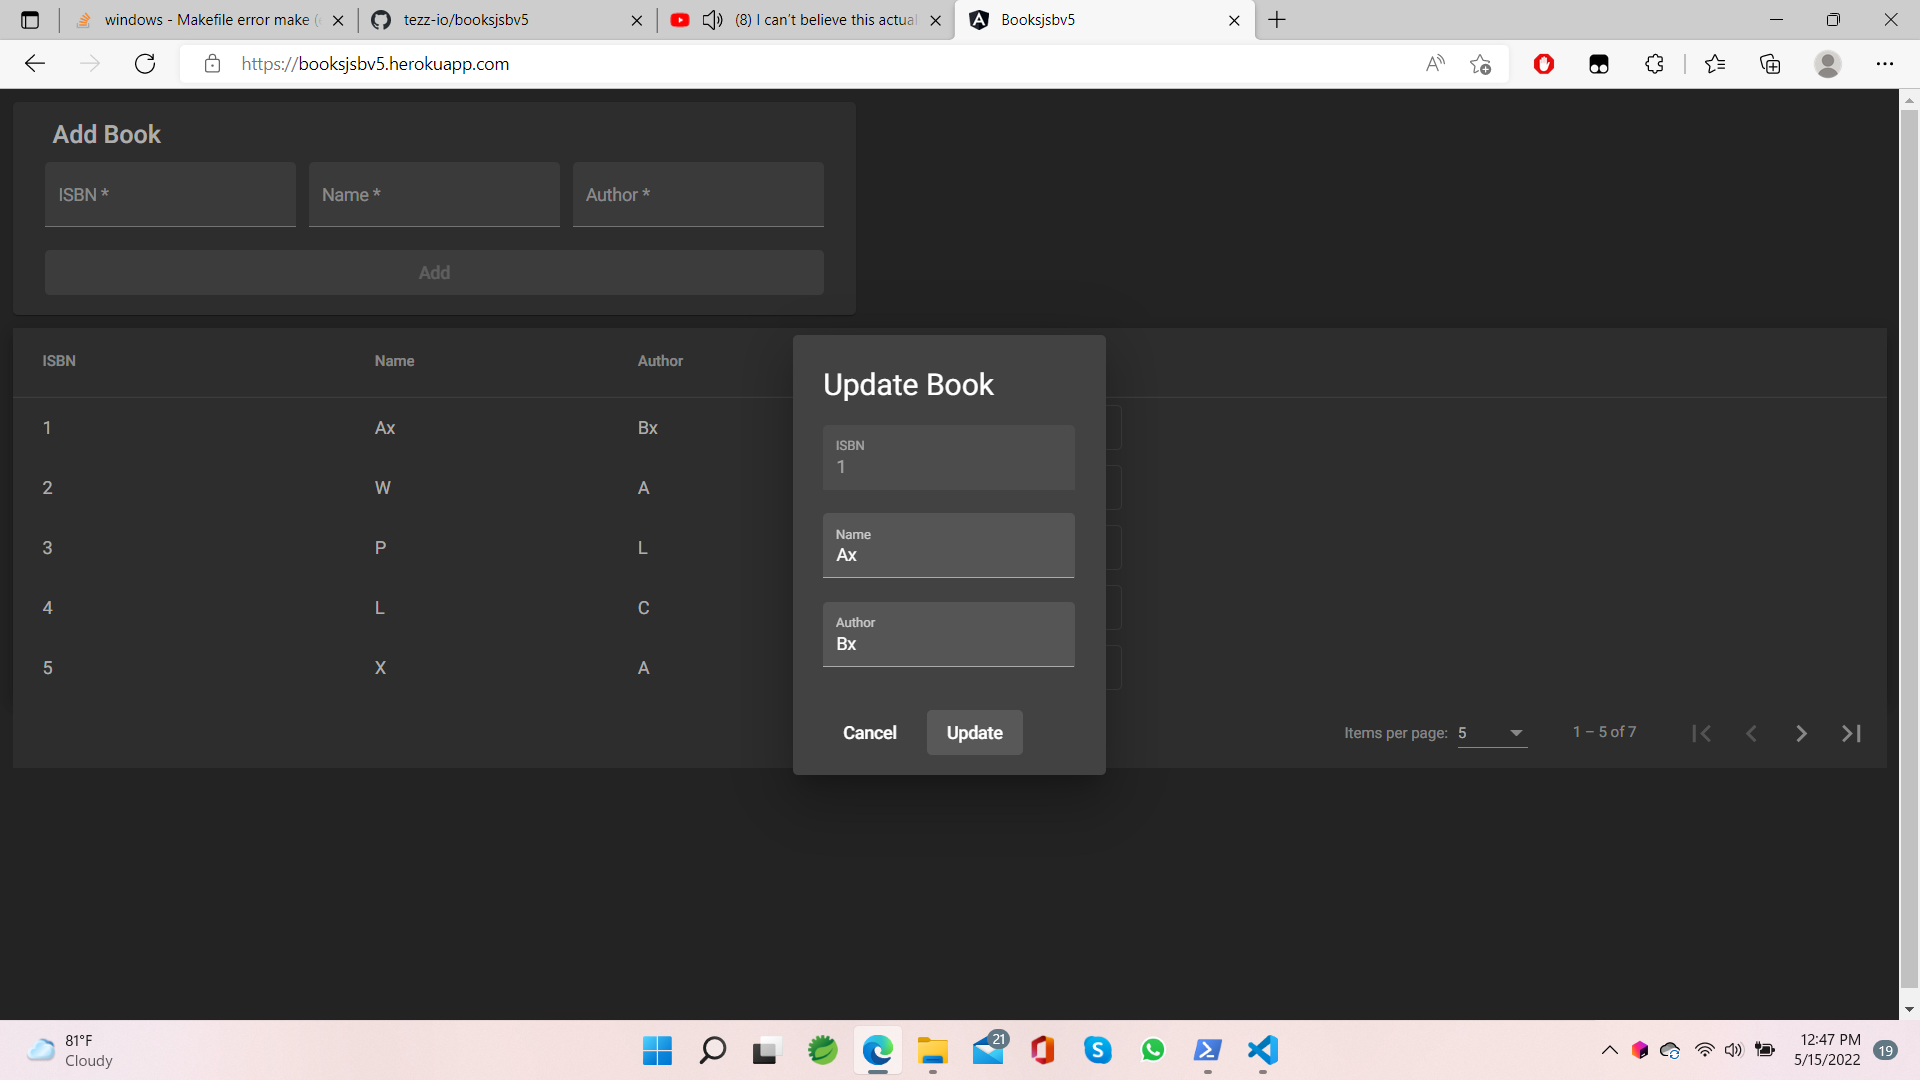 windows - Makefile error make (
tezz-io/booksjsbv5
(8) I can't believe this actual
Booksjsbv5
https://booksjsbv5.herokuapp.com
Add Book
ISBN *
Name *
Author *
Add
ISBN
Name
Author
1
Ax
Bx
2
W
A
3
P
L
4
L
C
5
X
A
Update Book
ISBN
1
Name
Ax
Author
Bx
Cancel
Update
Items per page:
5
1 – 5 of 7
81°F
Cloudy
21
12:47 PM
5/15/2022
19